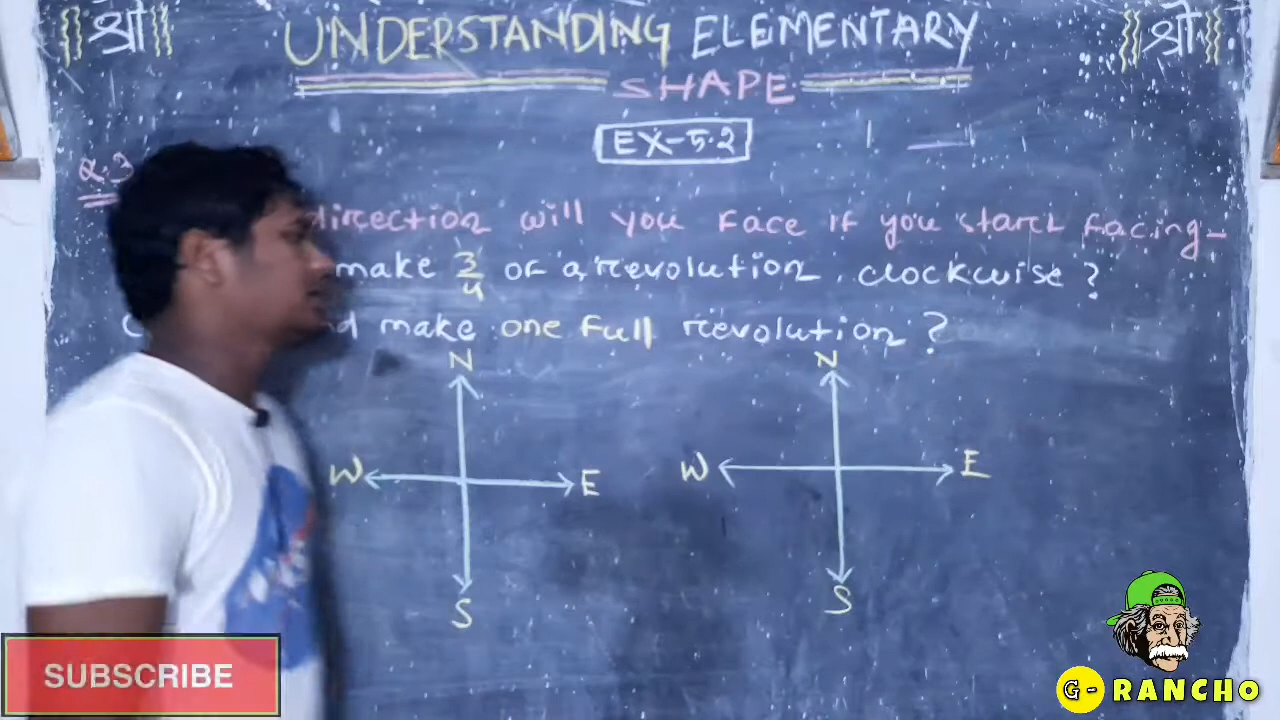 श्री UNDERSTANDING ELEMENTARY श्री
SHAPE
EX-5.2
Q.3
direction will you Face if you start facing-
make 3/4 of a revolution clockwise?
make one Full revolution?
N N
W E W E
S S
SUBSCRIBE
G-RANCHO